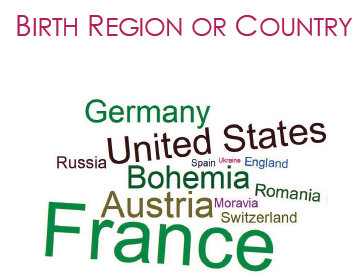 BIRTH REGION OR COUNTRY
Germany
United States
Russia
Spain
Ukraine
England
Bohemia
Romania
Austria
Moravia
Switzerland
France